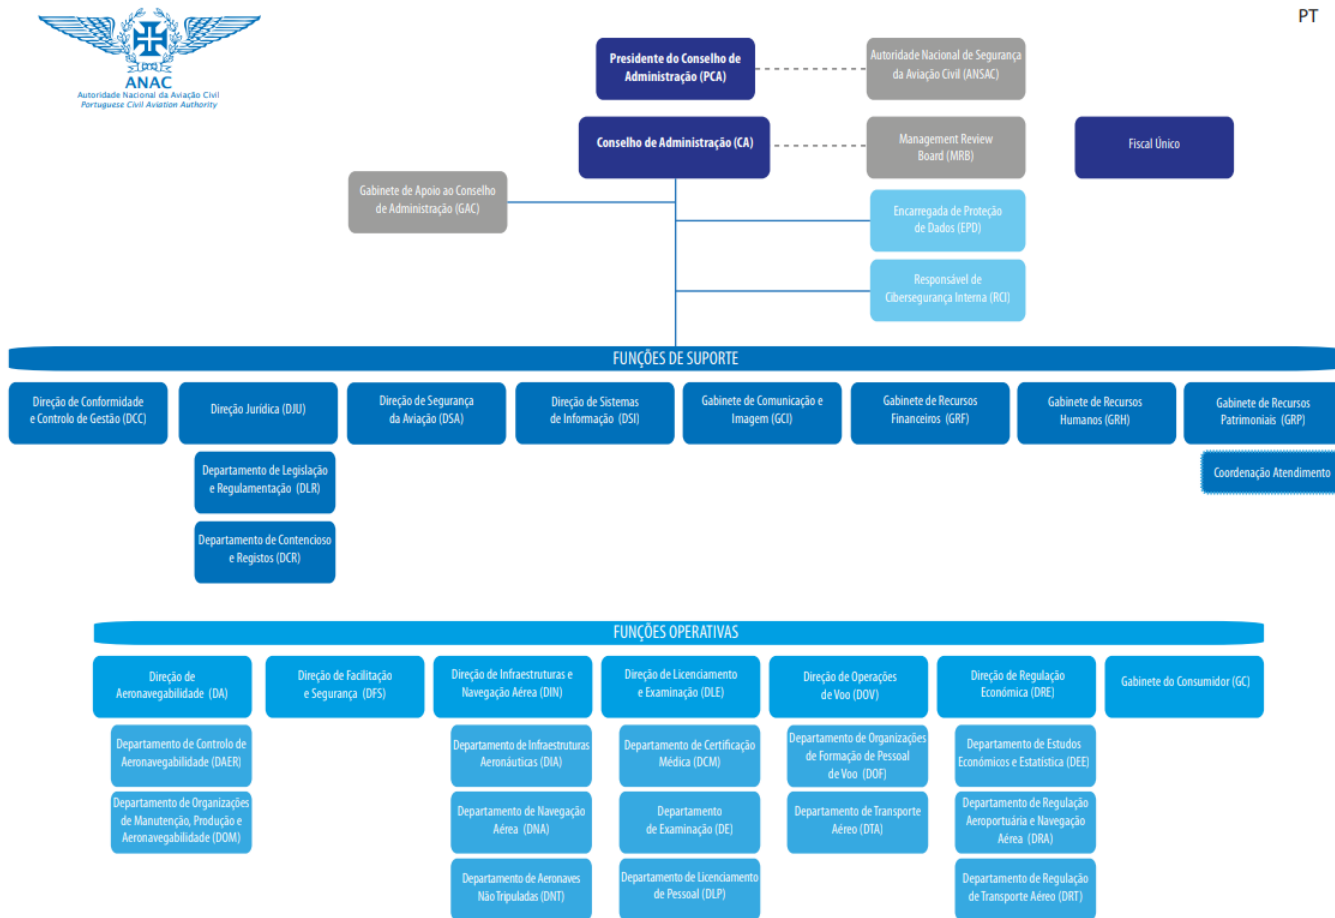 PT
ANAC
Autoridade Nacional da Aviação Civil
Portuguese Civil Aviation Authority
Presidente do Conselho de
Administração (PCA)
Autoridade Nacional de Segurança
da Aviação Civil (ANSAC)
Conselho de Administração (CA)
Management Review
Board (MRB)
Fiscal Único
Gabinete de Apoio ao Conselho
de Administração (GAC)
Encarregada de Proteção
de Dados (EPD)
Responsável de
Cibersegurança Interna (RCI)
FUNÇÕES DE SUPORTE
Direção de Conformidade
e Controlo de Gestão (DCC)
Direção Jurídica (DJU)
Direção de Segurança
da Aviação (DSA)
Direção de Sistemas
de Informação (DSI)
Gabinete de Comunicação e
Imagem (GCI)
Gabinete de Recursos
Financeiros (GRF)
Gabinete de Recursos
Humanos (GRH)
Gabinete de Recursos
Patrimoniais (GRP)
Departamento de Legislação
e Regulamentação (DLR)
Coordenação Atendimento
Departamento de Contencioso
e Registos (DCR)
FUNÇÕES OPERATIVAS
Direção de
Aeronavegabilidade (DA)
Direção de Facilitação
e Segurança (DFS)
Direção de Infraestruturas e
Navegação Aérea (DIN)
Direção de Licenciamento
e Examinação (DLE)
Direção de Operações
de Voo (DOV)
Direção de Regulação
Económica (DRE)
Gabinete do Consumidor (GC)
Departamento de Controlo de
Aeronavegabilidade (DAER)
Departamento de Infraestruturas
Aeronáuticas (DIA)
Departamento de Certificação
Médica (DCM)
Departamento de Organizações
de Formação de Pessoal
de Voo (DOF)
Departamento de Estudos
Económicos e Estatística (DEE)
Departamento de Organizações
de Manutenção, Produção e
Aeronavegabilidade (DOM)
Departamento de Navegação
Aérea (DNA)
Departamento
de Examinação (DE)
Departamento de Transporte
Aéreo (DTA)
Departamento de Regulação
Aeroportuária e Navegação
Aérea (DRA)
Departamento de Aeronaves
Não Tripuladas (DNT)
Departamento de Licenciamento
de Pessoal (DLP)
Departamento de Regulação
de Transporte Aéreo (DRT)